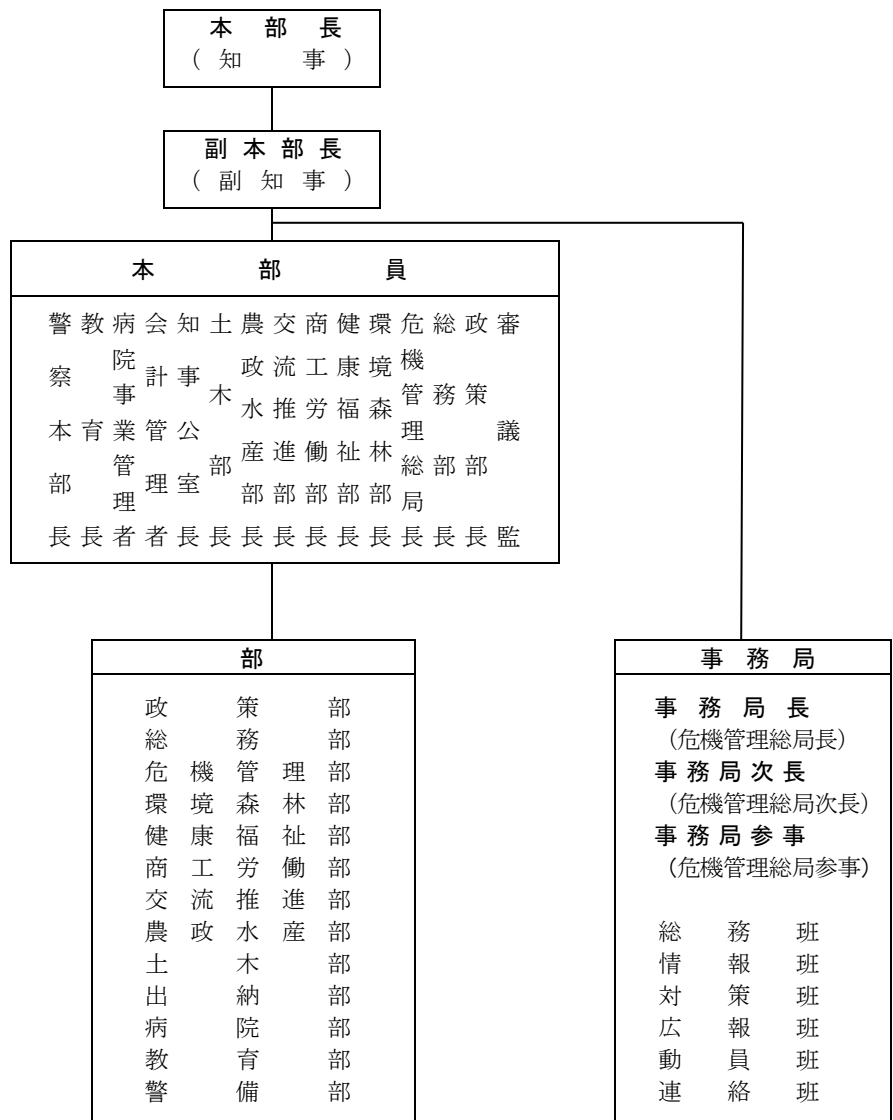 本部長
(知事)
副本部長
(副知事)
本部員
審議監
政策部長
総務部長
危機管理総局長
環境森林部長
健康福祉部長
商工労働部長
交流推進部長
農政水産部長
土木部長
知事公室長
会計管理者
病院事業管理者
教育長
警察本部長
部
政策部
総務部
危機管理部
環境森林部
健康福祉部
商工労働部
交流推進部
農政水産部
土木部
出納部
病院部
教育部
警備部
事務局
事務局長
(危機管理総局長)
事務局次長
(危機管理総局次長)
事務局参事
(危機管理総局参事)
総務班
情報班
対策班
広報班
動員班
連絡班